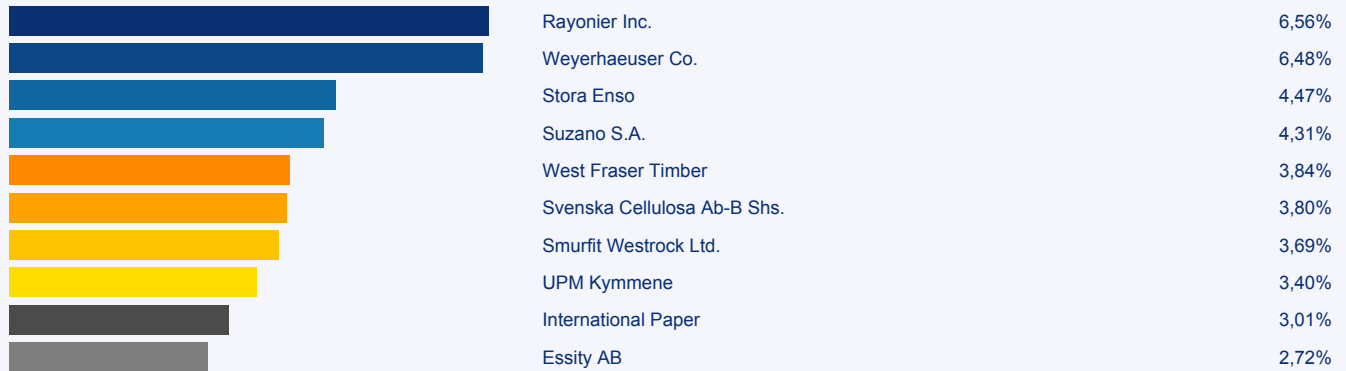 Rayonier Inc. 6,56%
Weyerhaeuser Co. 6,48%
Stora Enso 4,47%
Suzano S.A. 4,31%
West Fraser Timber 3,84%
Svenska Cellulosa Ab-B Shs. 3,80%
Smurfit Westrock Ltd. 3,69%
UPM Kymmene 3,40%
International Paper 3,01%
Essity AB 2,72%